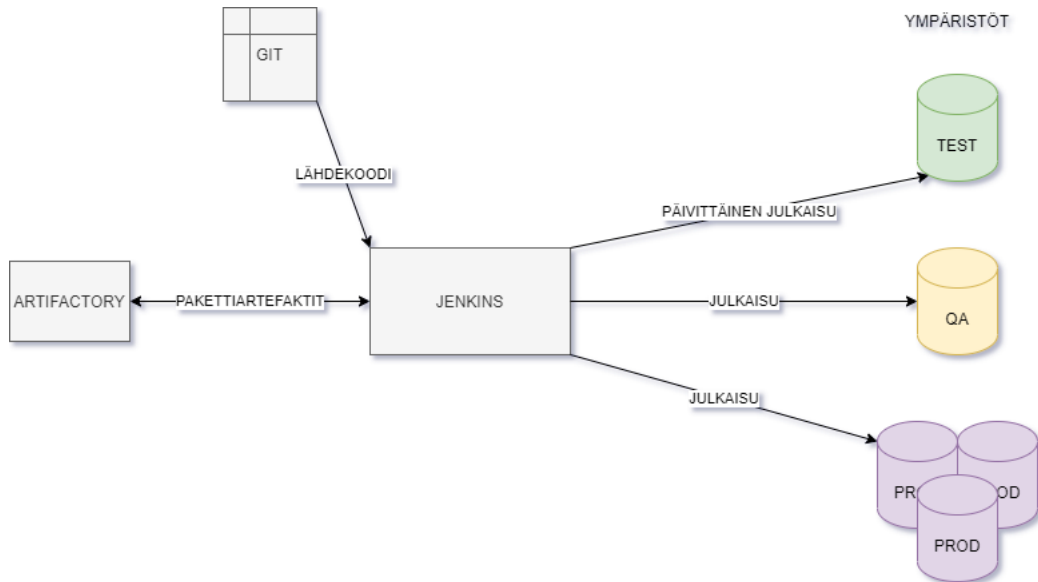 YMPÄRISTÖT
GIT
TEST
LÄHDEKOODI
PÄIVITTÄINEN JULKAISU
ARTIFACTORY
PAKETTIARTEFAKTIT
JENKINS
JULKAISU
QA
JULKAISU
PROD